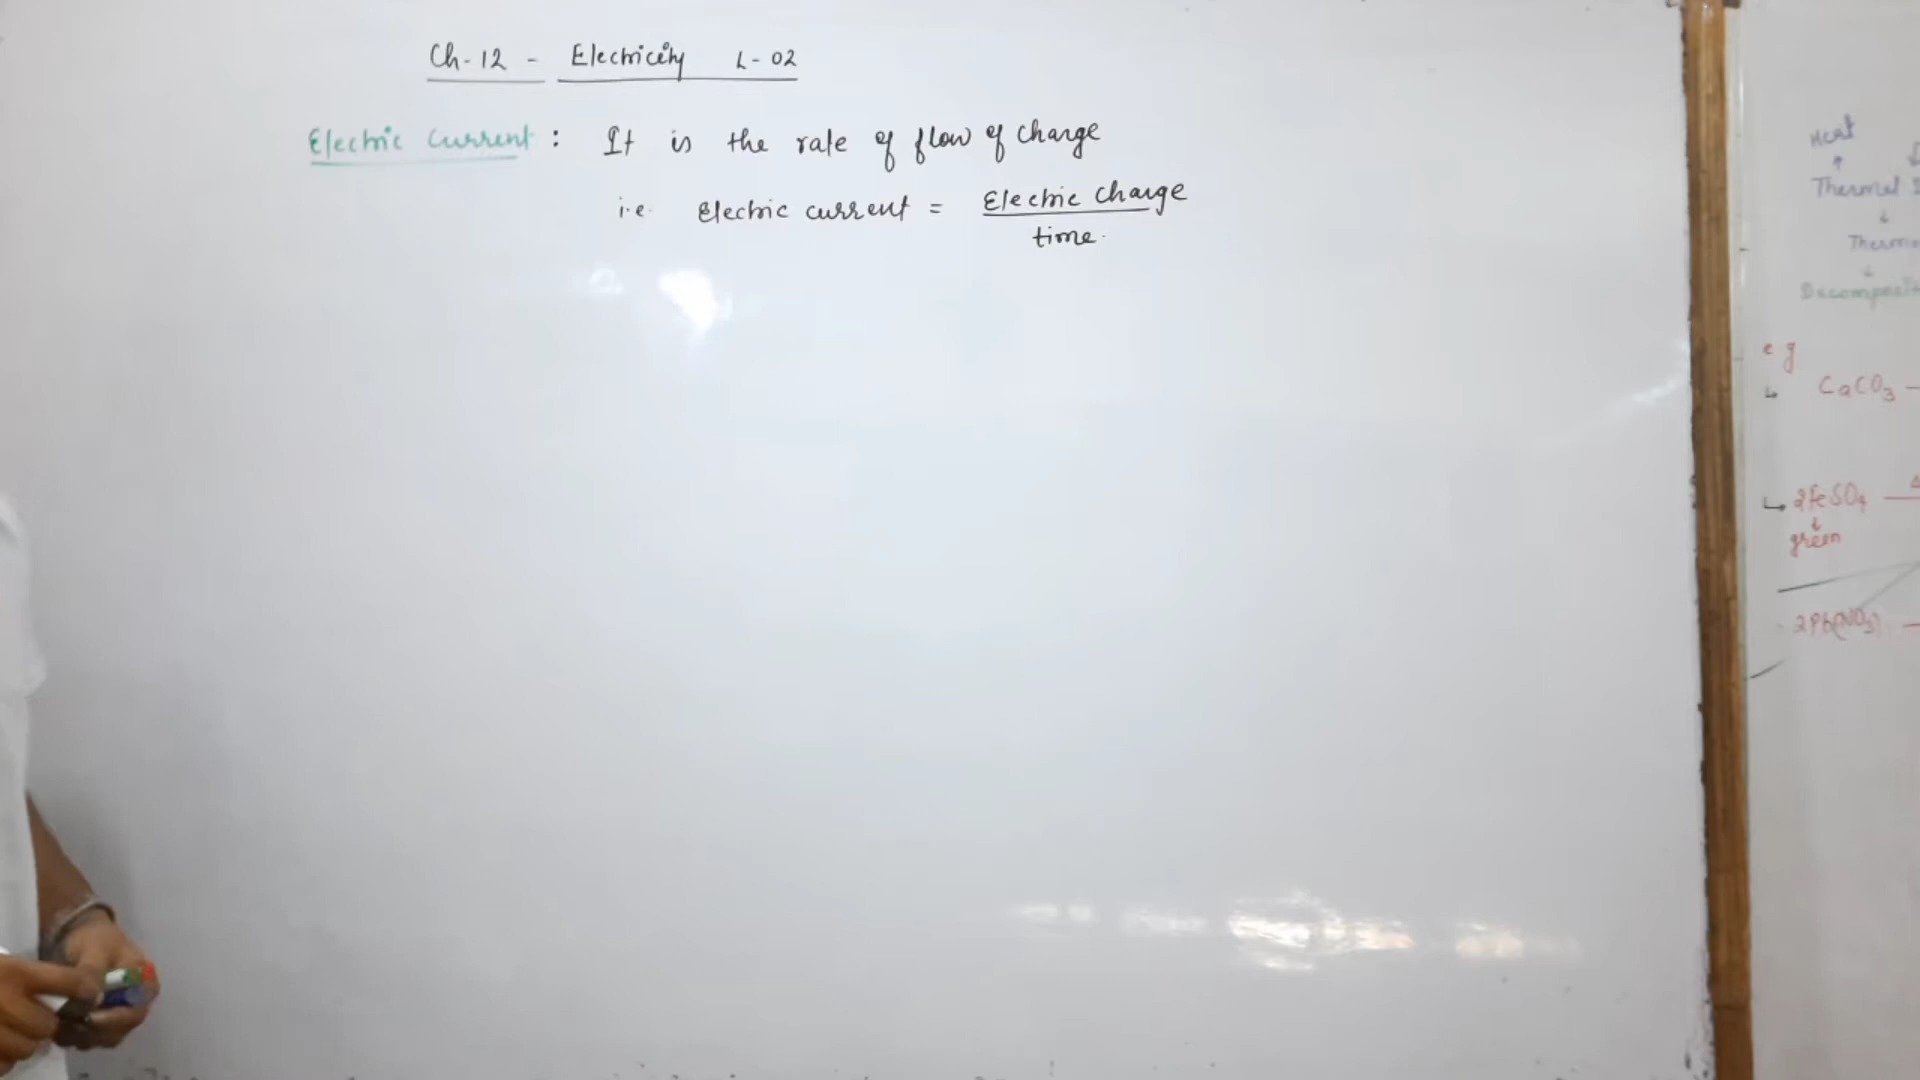 Ch-12 - Electricity L-02
Electric Current : It is the rate of flow of charge
i.e. Electric current = Electric charge
time.
Heat
↑
Thermal
↓
↓
e g
↳ CaCO3 –
↳ 2FeSO4 —
↓
green
2Pb(NO3) –